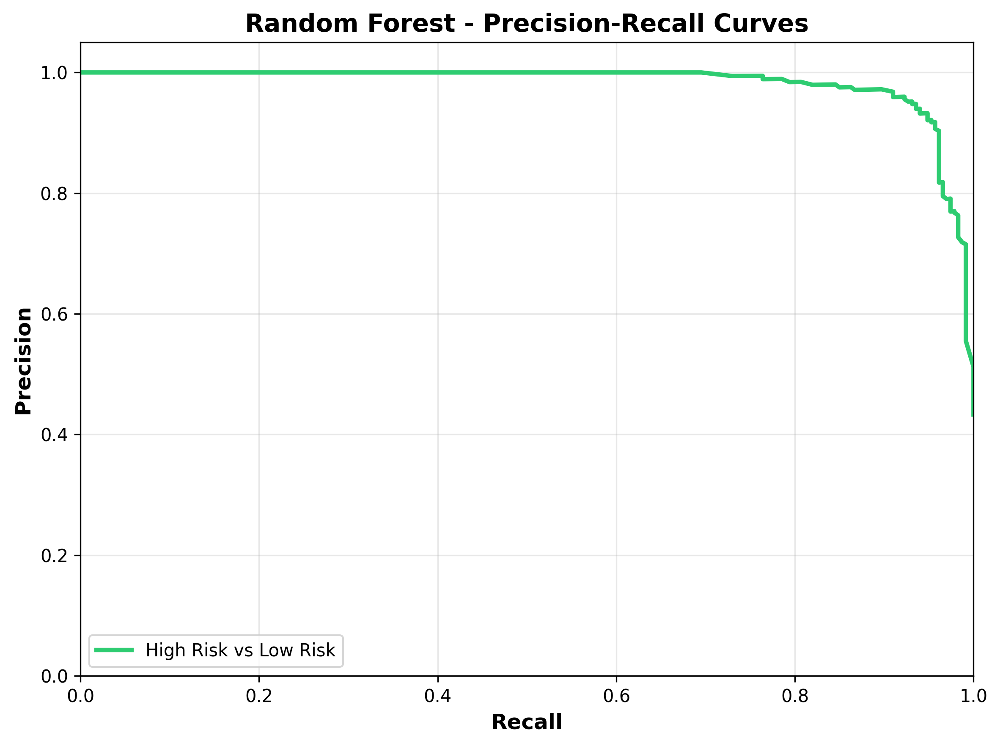 Random Forest - Precision-Recall Curves
Precision
1.0
0.8
0.6
0.4
0.2
0.0
High Risk vs Low Risk
0.0 0.2 0.4 0.6 0.8 1.0
Recall